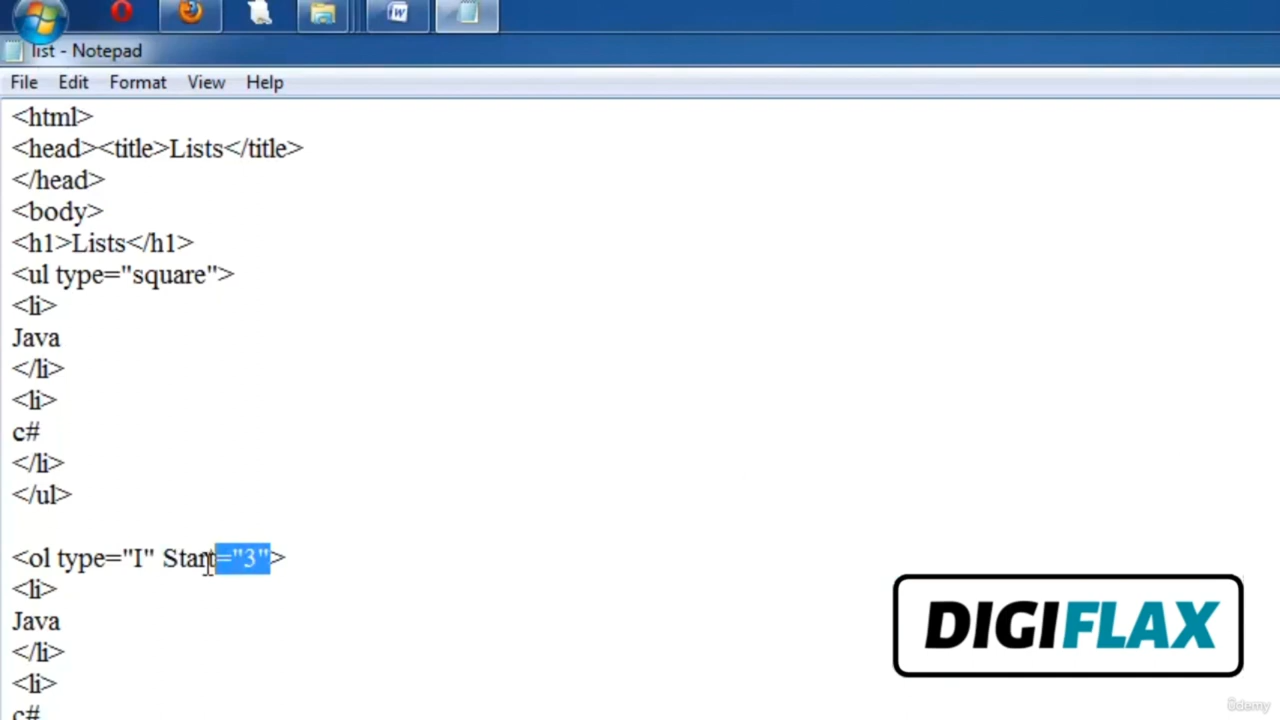 list - Notepad
File Edit Format View Help
<html>
<head><title>Lists</title>
</head>
<body>
<h1>Lists</h1>
<ul type="square">
<li>
Java
</li>
<li>
c#
</li>
</ul>
<ol type="I" Start="3">
<li>
Java
</li>
<li>
c#
DIGIFLAX
ûdemy